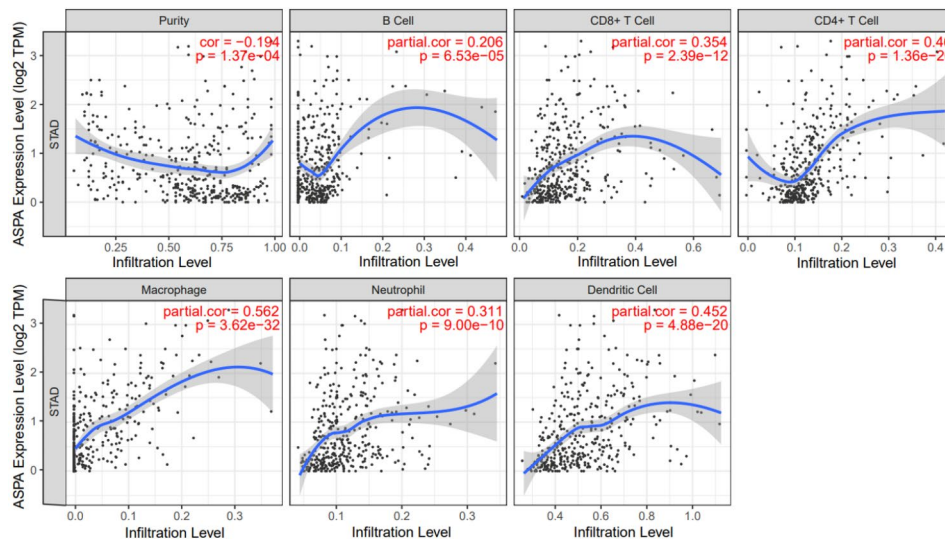 Purity
B Cell
CD8+ T Cell
CD4+ T Cell
cor = −0.194
p = 1.37e−04
partial.cor = 0.206
p = 6.53e−05
partial.cor = 0.354
p = 2.39e−12
partial.cor = 0.4
p = 1.36e−2
ASPA Expression Level (log2 TPM)
STAD
3
2
1
0
0.25 0.50 0.75 1.00
0.0 0.1 0.2 0.3 0.4
0.0 0.2 0.4 0.6
0.0 0.1 0.2 0.3 0.4
Infiltration Level
Infiltration Level
Infiltration Level
Infiltration Level
Macrophage
Neutrophil
Dendritic Cell
partial.cor = 0.562
p = 3.62e−32
partial.cor = 0.311
p = 9.00e−10
partial.cor = 0.452
p = 4.88e−20
ASPA Expression Level (log2 TPM)
STAD
3
2
1
0
0.0 0.1 0.2 0.3
0.1 0.2 0.3
0.4 0.6 0.8 1.0
Infiltration Level
Infiltration Level
Infiltration Level